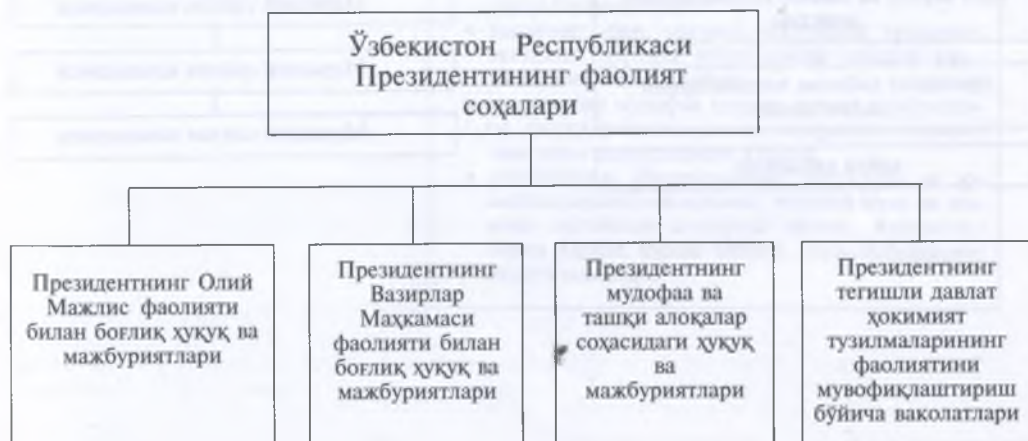 Ўзбекистон Республикаси
Президентининг фаолият
соҳалари
Президентнинг Олий
Мажлис фаолияти
билан боғлиқ ҳуқуқ ва
мажбуриятлари
Президентнинг
Вазирлар
Маҳкамаси
фаолияти билан
боғлиқ ҳуқуқ ва
мажбуриятлари
Президентнинг
мудофаа ва
ташқи алоқалар
соҳасидаги ҳуқуқ
ва
мажбуриятлари
Президентнинг
тегишли давлат
ҳокимият
тузилмаларининг
фаолиятини
мувофиқлаштириш
бўйича ваколатлари